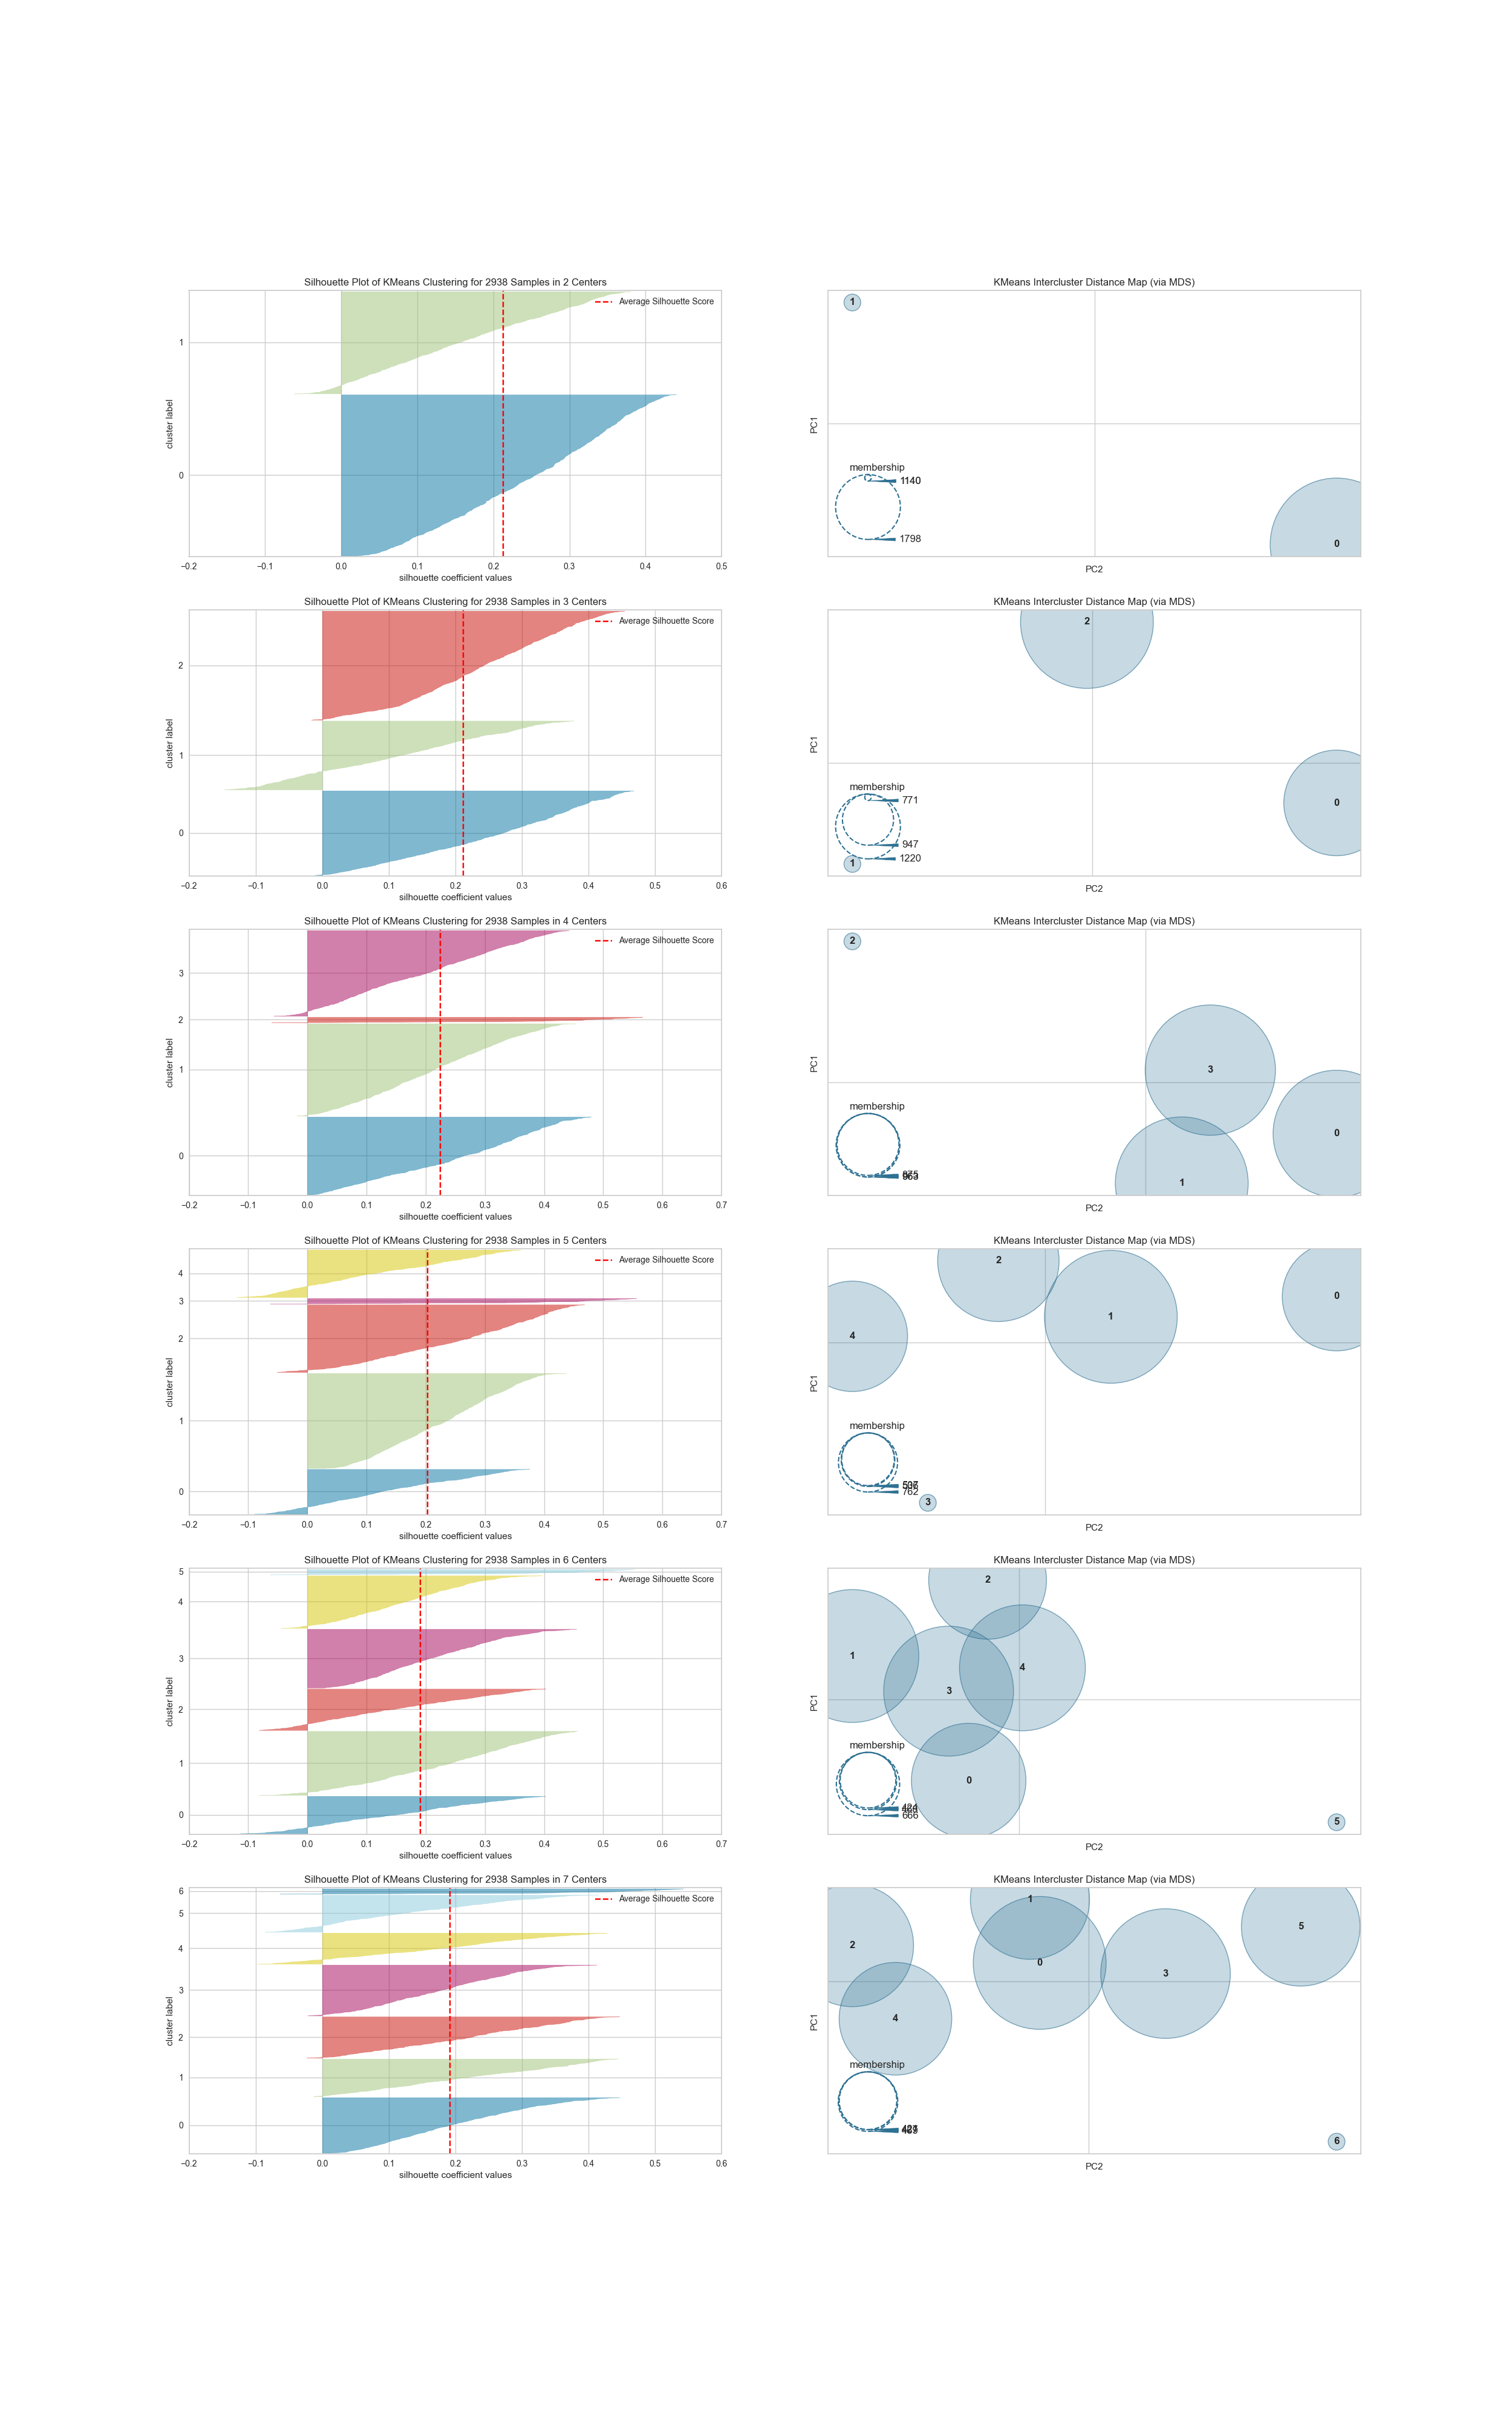 Silhouette Plot of KMeans Clustering for 2938 Samples in 2 Centers
Average Silhouette Score
1
0
cluster label
−0.2 −0.1 0.0 0.1 0.2 0.3 0.4 0.5
silhouette coefficient values
KMeans Intercluster Distance Map (via MDS)
1
PC1
membership
1140
1798
0
PC2
Silhouette Plot of KMeans Clustering for 2938 Samples in 3 Centers
Average Silhouette Score
2
1
0
cluster label
−0.2 −0.1 0.0 0.1 0.2 0.3 0.4 0.5 0.6
silhouette coefficient values
KMeans Intercluster Distance Map (via MDS)
2
PC1
membership
771
0
947
1220
1
PC2
Silhouette Plot of KMeans Clustering for 2938 Samples in 4 Centers
Average Silhouette Score
3
2
1
0
cluster label
−0.2 −0.1 0.0 0.1 0.2 0.3 0.4 0.5 0.6 0.7
silhouette coefficient values
KMeans Intercluster Distance Map (via MDS)
2
3
PC1
membership
0
1
PC2
Silhouette Plot of KMeans Clustering for 2938 Samples in 5 Centers
Average Silhouette Score
4
3
2
1
0
cluster label
−0.2 −0.1 0.0 0.1 0.2 0.3 0.4 0.5 0.6 0.7
silhouette coefficient values
KMeans Intercluster Distance Map (via MDS)
2
0
1
4
PC1
membership
762
3
PC2
Silhouette Plot of KMeans Clustering for 2938 Samples in 6 Centers
Average Silhouette Score
5
4
3
2
1
0
cluster label
−0.2 −0.1 0.0 0.1 0.2 0.3 0.4 0.5 0.6 0.7
silhouette coefficient values
KMeans Intercluster Distance Map (via MDS)
2
1
4
3
PC1
membership
0
666
5
PC2
Silhouette Plot of KMeans Clustering for 2938 Samples in 7 Centers
Average Silhouette Score
6
5
4
3
2
1
0
cluster label
−0.2 −0.1 0.0 0.1 0.2 0.3 0.4 0.5 0.6
silhouette coefficient values
KMeans Intercluster Distance Map (via MDS)
1
5
2
0
3
4
PC1
membership
6
PC2